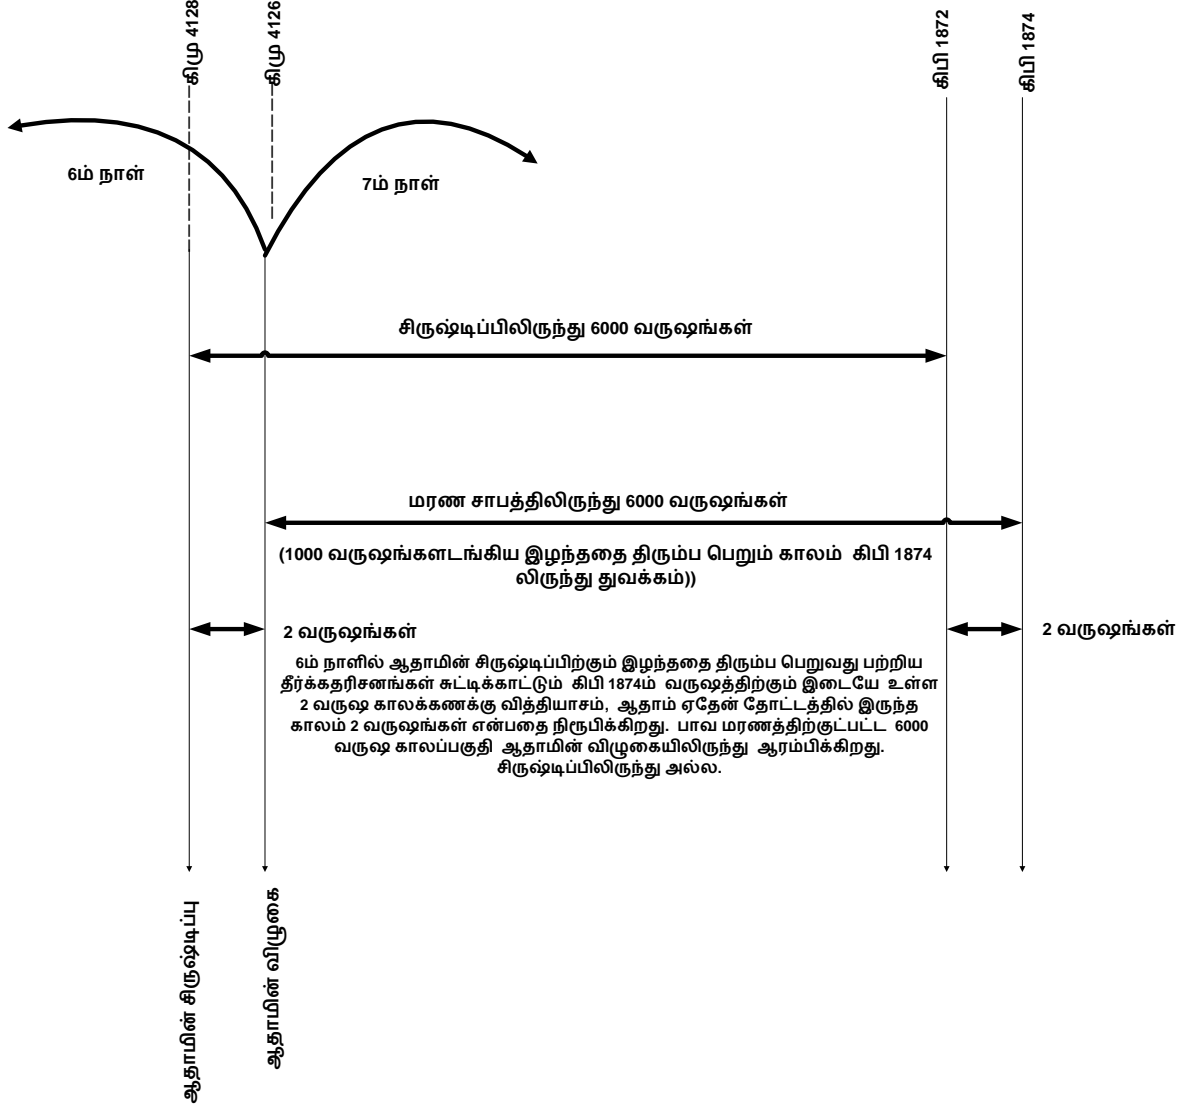 கிமு 4128
கிமு 4126
கிபி 1872
கிபி 1874
6ம் நாள்
7ம் நாள்
சிருஷ்டிப்பிலிருந்து 6000 வருஷங்கள்
மரண சாபத்திலிருந்து 6000 வருஷங்கள்
(1000 வருஷங்களடங்கிய இழந்ததை திரும்ப பெறும் காலம் கிபி 1874
லிருந்து துவக்கம்))
2 வருஷங்கள்
2 வருஷங்கள்
6ம் நாளில் ஆதாமின் சிருஷ்டிப்பிற்கும் இழந்ததை திரும்ப பெறுவது பற்றிய
தீர்க்கதரிசனங்கள் சுட்டிக்காட்டும் கிபி 1874ம் வருஷத்திற்கும் இடையே உள்ள
2 வருஷ காலக்கணக்கு வித்தியாசம், ஆதாம் ஏதேன் தோட்டத்தில் இருந்த
காலம் 2 வருஷங்கள் என்பதை நிரூபிக்கிறது. பாவ மரணத்திற்குட்பட்ட 6000
வருஷ காலப்பகுதி ஆதாமின் விழுகையிலிருந்து ஆரம்பிக்கிறது.
சிருஷ்டிப்பிலிருந்து அல்ல.
ஆதாமின் சிருஷ்டிப்பு
ஆதாமின் விழுகை